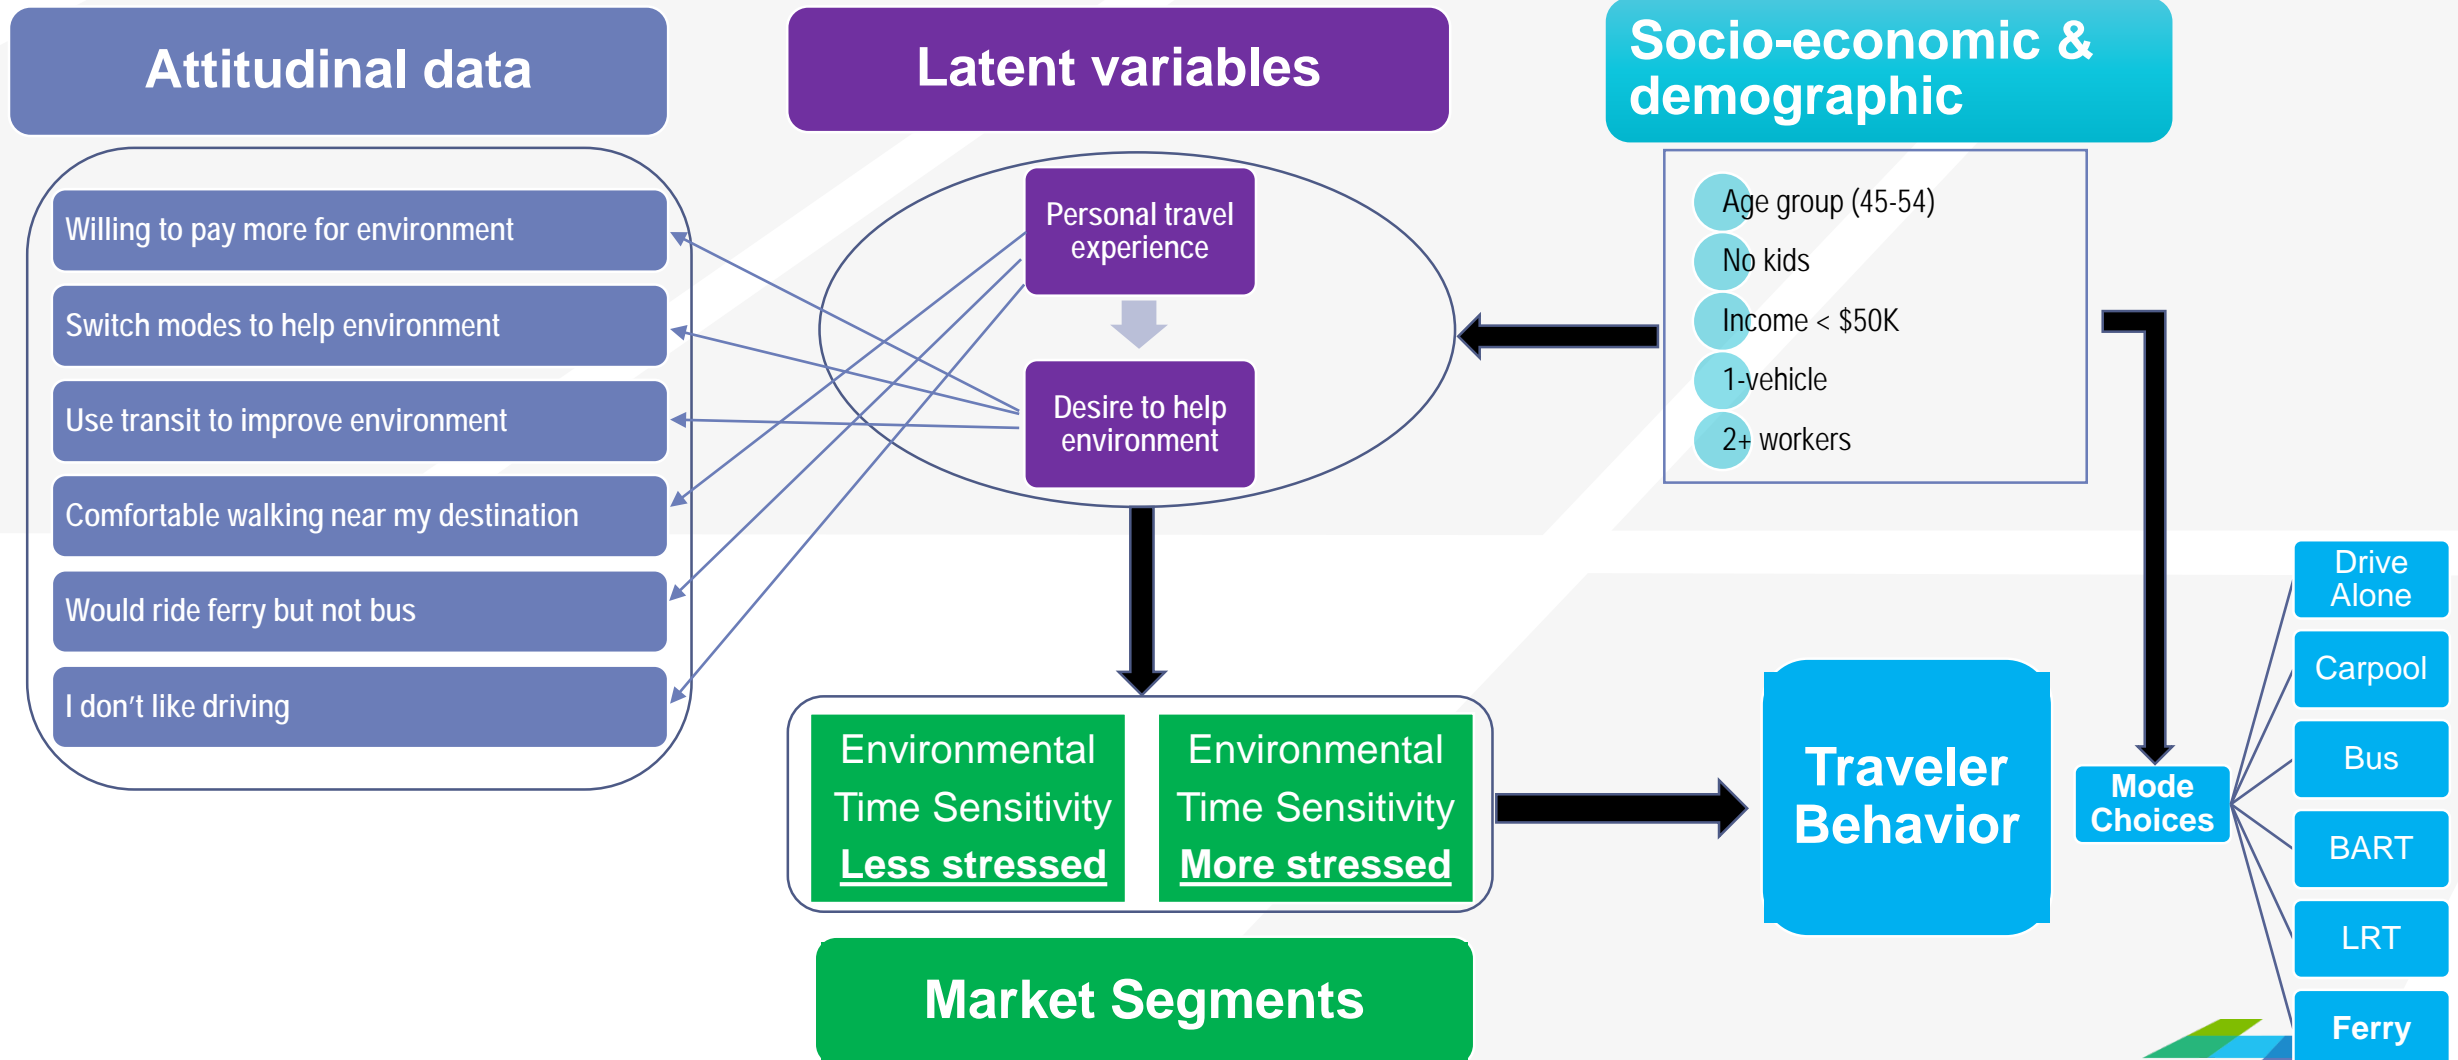 Attitudinal data
Willing to pay more for environment
Switch modes to help environment
Use transit to improve environment
Comfortable walking near my destination
Would ride ferry but not bus
I don't like driving
Latent variables
Personal travel
experience
Desire to help
environment
Socio-economic &
demographic
Age group (45-54)
No kids
Income < $50K
1-vehicle
2+ workers
Environmental
Time Sensitivity
Less stressed
Environmental
Time Sensitivity
More stressed
Market Segments
Traveler
Behavior
Mode
Choices
Drive
Alone
Carpool
Bus
BART
LRT
Ferry